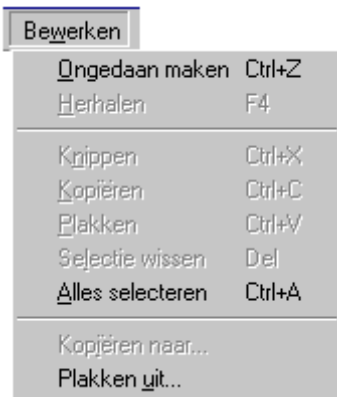 Bewerken
Ongedaan maken Ctrl+Z
Herhalen F4
Knippen Ctrl+X
Kopiëren Ctrl+C
Plakken Ctrl+V
Selectie wissen Del
Alles selecteren Ctrl+A
Kopiëren naar...
Plakken uit...